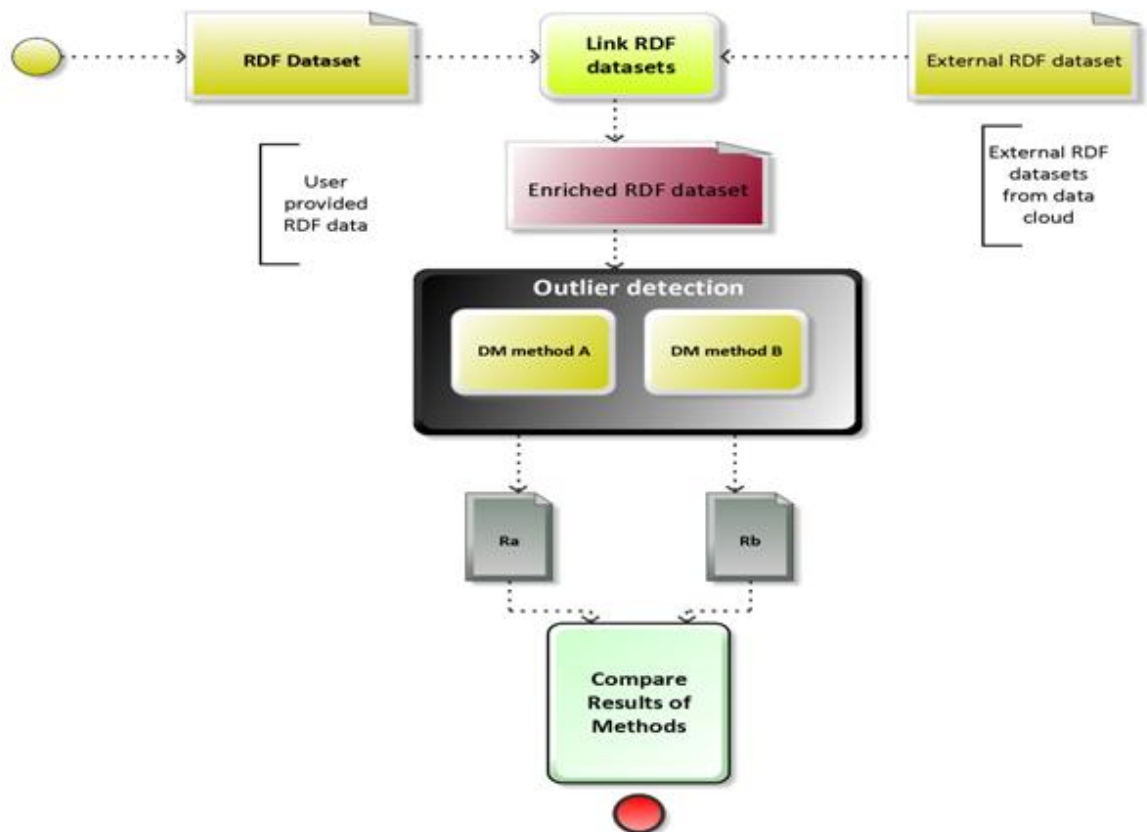 RDF Dataset
Link RDF
datasets
External RDF dataset
User
provided
RDF data
Enriched RDF dataset
External RDF
datasets
from data
cloud
Outlier detection
DM method A
DM method B
Ra
Rb
Compare
Results of
Methods